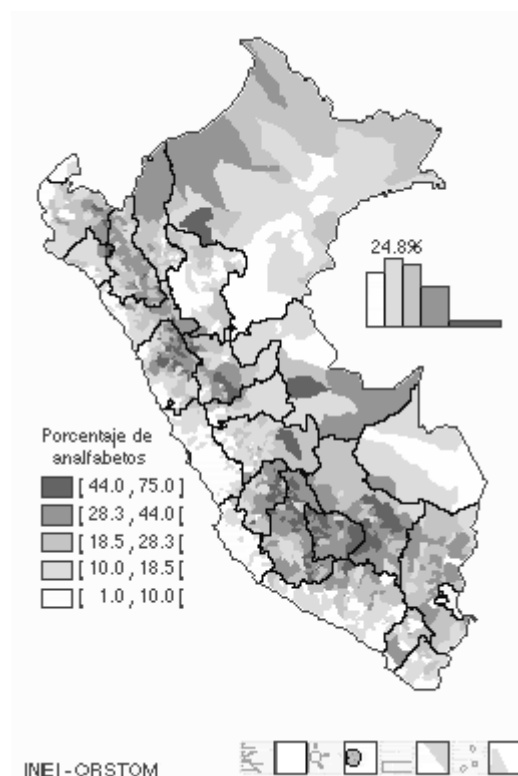 24.8%
Porcentaje de
analfabetos
[ 44.0 , 75.0 ]
[ 28.3 , 44.0 [
[ 18.5 , 28.3 [
[ 10.0 , 18.5 [
[ 1.0 , 10.0 [
INEI - ORSTOM